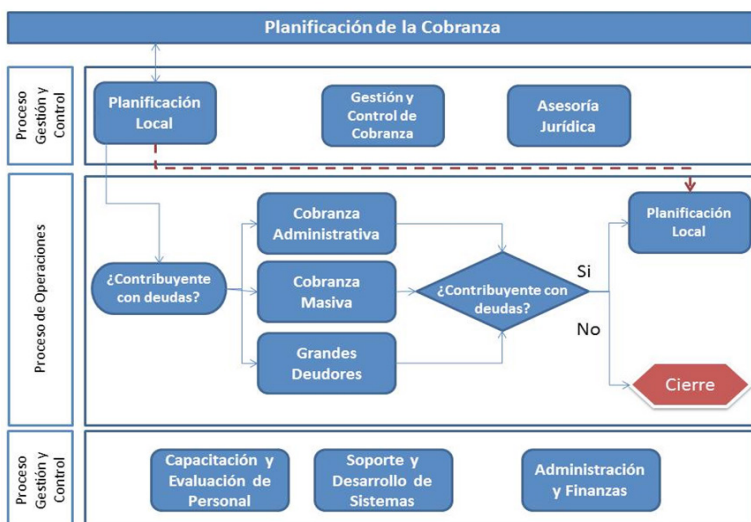 Planificación de la Cobranza
Proceso
Gestión y
Control
Planificación
Local
Gestión y
Control de
Cobranza
Asesoría
Jurídica
Proceso de Operaciones
¿Contribuyente
con deudas?
Cobranza
Administrativa
Cobranza
Masiva
Grandes
Deudores
¿Contribuyente con
deudas?
Si
No
Planificación
Local
Cierre
Proceso
Gestión y
Control
Capacitación y
Evaluación de
Personal
Soporte y
Desarrollo de
Sistemas
Administración
y Finanzas